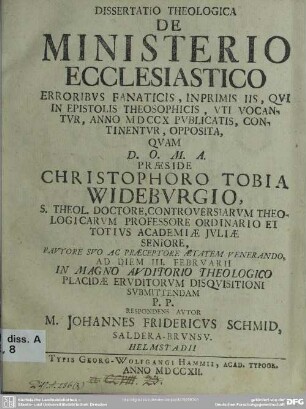 DISSERTATIO THEOLOGICA
DE
MINISTERIO
ECCLESIASTICO
ERRORIBVS FANATICIS, INPRIMIS IIS, QVI
IN EPISTOLIS THEOSOPHICIS, VTI VOCAN-
TVR, ANNO MDCCX PVBLICATIS, CON-
TINENTVR, OPPOSITA,
QVAM
D. O. M. A.
PRÆSIDE
CHRISTOPHORO TOBIA
WIDEBVRGIO,
S. THEOL. DOCTORE, CONTROVERSIARVM THEO-
LOGICARVM PROFESSORE ORDINARIO ET
TOTIVS ACADEMIÆ JVLIÆ
SENIORE,
FAVTORE SVO AC PRÆCEPTORE ÆTATEM VENERANDO,
AD DIEM III. FEBRVARII
IN MAGNO AVDITORIO THEOLOGICO
PLACIDÆ ERVDITORVM DISQVISITIONI
SVBMITTENDAM
P. P.
RESPONDENS AVTOR
M. JOHANNES FRIDERICVS SCHMID,
SALDERA-BRVNSV.
HELMSTADII
TYPIS GEORG-WOLFGANGI HAMMII, ACAD. TYPOGR.
ANNO MDCCXII.
diss. A
8